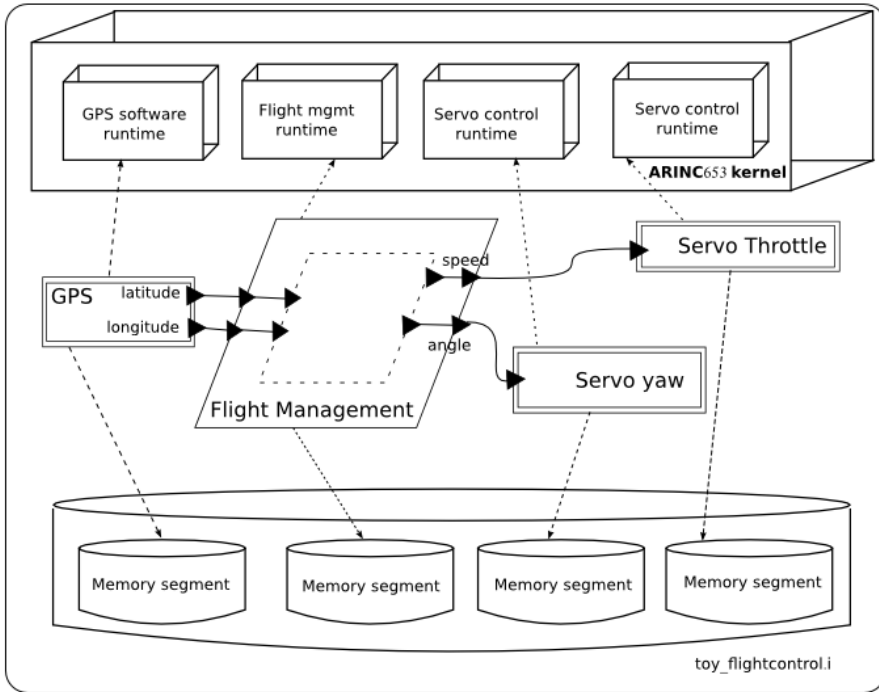 GPS software
runtime
Flight mgmt
runtime
Servo control
runtime
Servo control
runtime
ARINC653 kernel
speed
Servo Throttle
GPS
latitude
longitude
angle
Servo yaw
Flight Management
Memory segment
Memory segment
Memory segment
Memory segment
toy_flightcontrol.i